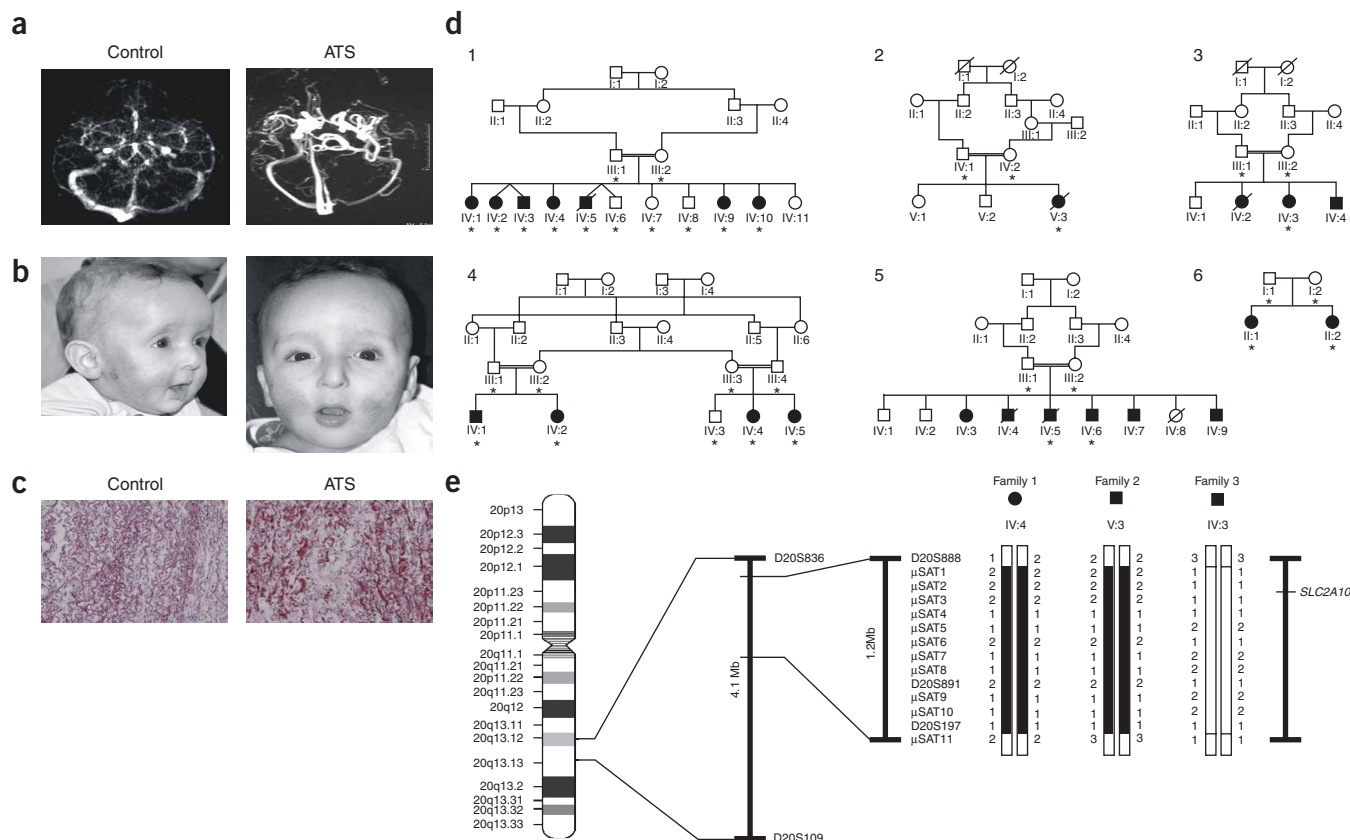 a
Control ATS
b
c
Control ATS
d
1
I:1 I:2
II:1 II:2 II:3 II:4
III:1 III:2
* *
IV:1 IV:2 IV:3 IV:4 IV:5 IV:6 IV:7 IV:8 IV:9 IV:10 IV:11
* * * * * * * * * *
2
I:1 I:2
II:1 II:2 II:3 II:4
III:1 III:2
IV:1 IV:2
* *
V:1 V:2 V:3
*
3
I:1 I:2
II:1 II:2 II:3 II:4
III:1 III:2
* *
IV:1 IV:2 IV:3 IV:4
*
4
I:1 I:2 I:3 I:4
II:1 II:2 II:3 II:4 II:5 II:6
III:1 III:2 III:3 III:4
* * * *
IV:1 IV:2 IV:3 IV:4 IV:5
* * * * *
5
I:1 I:2
II:1 II:2 II:3 II:4
III:1 III:2
* *
IV:1 IV:2 IV:3 IV:4 IV:5 IV:6 IV:7 IV:8 IV:9
* *
6
I:1 I:2
* *
II:1 II:2
* *
e
20p13
20p12.3
20p12.2
20p12.1
20p11.23
20p11.22
20p11.21
20p11.1
20q11.1
20q11.21
20p11.22
20q11.23
20q12
20q13.11
20q13.12
20q13.13
20q13.2
20q13.31
20q13.32
20q13.33
D20S836
4.1 Mb
D20S109
1.2Mb
Family 1 Family 2 Family 3
IV:4 V:3 IV:3
D20S888 1 2 2 2 3 3
µSAT1 2 2 2 2 1 1
µSAT2 2 2 2 2 1 1
µSAT3 2 2 2 2 1 1
µSAT4 1 1 1 1 1 1
µSAT5 1 1 1 1 2 2
µSAT6 2 2 2 2 1 1
µSAT7 1 1 1 1 2 2
µSAT8 1 1 1 1 2 2
D20S891 2 2 2 2 1 1
µSAT9 1 1 1 1 2 2
µSAT10 1 1 1 1 2 2
D20S197 1 1 1 1 1 1
µSAT11 2 2 3 3 1 1
SLC2A10